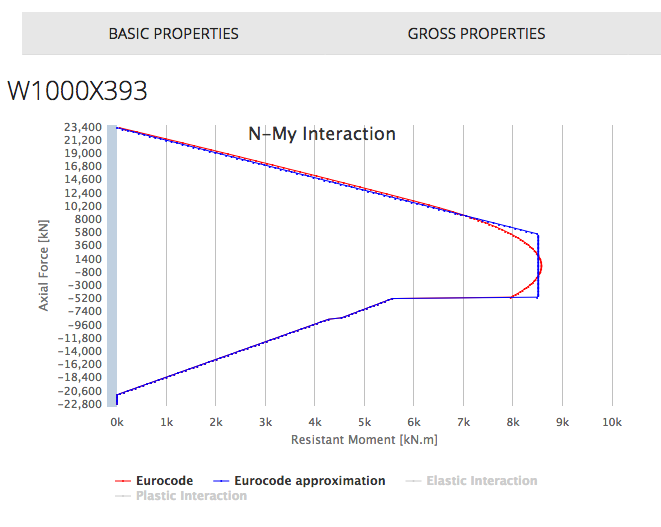 BASIC PROPERTIES GROSS PROPERTIES
W1000X393
N-My Interaction
23,400
21,200
19,000
16,800
14,600
12,400
10,200
8000
5800
3600
1400
-800
-3000
-5200
-7400
-9600
-11,800
-14,000
-16,200
-18,400
-20,600
-22,800
Axial Force [kN]
0k 1k 2k 3k 4k 5k 6k 7k 8k 9k 10k
Resistant Moment [kN.m]
Eurocode Eurocode approximation Elastic Interaction
Plastic Interaction